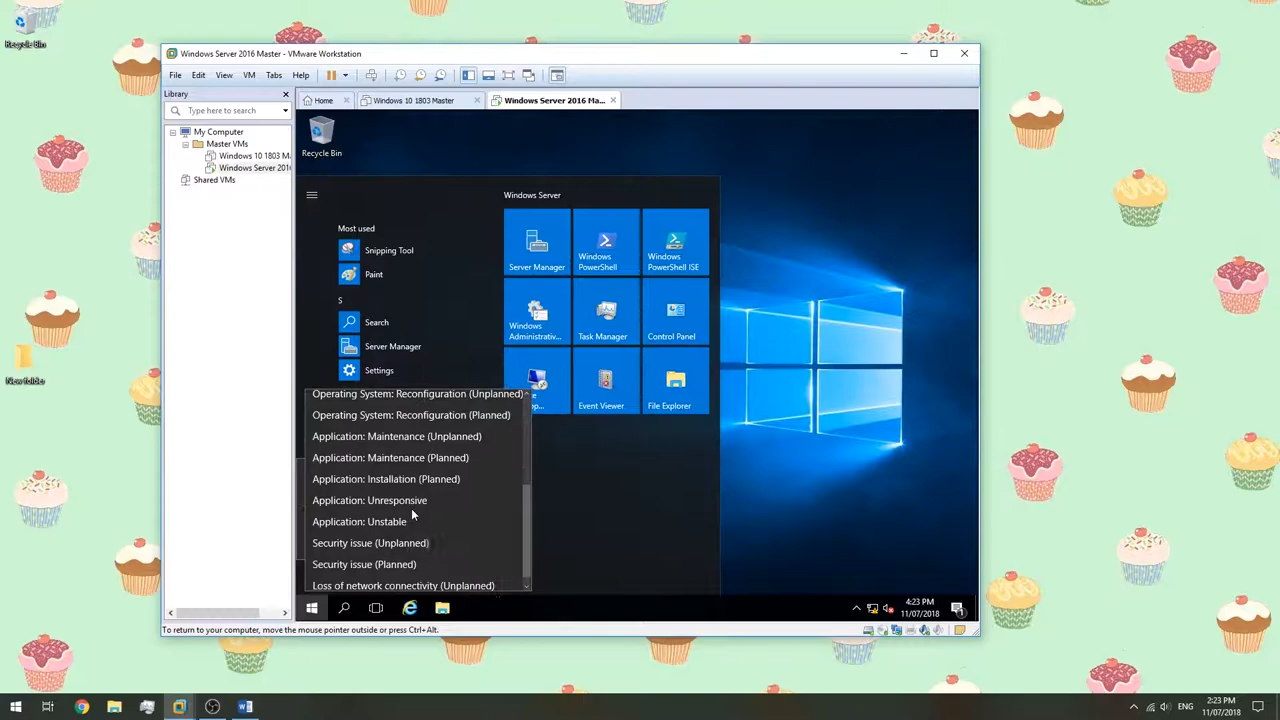 Recycle Bin
New folder
Windows Server 2016 Master - VMware Workstation
File Edit View VM Tabs Help
Library
Type here to search
My Computer
Master VMs
Windows 10 1803 M
Windows Server 201
Shared VMs
Home
Windows 10 1803 Master
Windows Server 2016 Ma...
Recycle Bin
Windows Server
Most used
Snipping Tool
Paint
S
Search
Server Manager
Settings
Server Manager
Windows PowerShell
Windows PowerShell ISE
Windows Administrativ...
Task Manager
Control Panel
Event Viewer
File Explorer
Operating System: Reconfiguration (Unplanned)
Operating System: Reconfiguration (Planned)
Application: Maintenance (Unplanned)
Application: Maintenance (Planned)
Application: Installation (Planned)
Application: Unresponsive
Application: Unstable
Security issue (Unplanned)
Security issue (Planned)
Loss of network connectivity (Unplanned)
4:23 PM
11/07/2018
1
To return to your computer, move the mouse pointer outside or press Ctrl+Alt.
ENG
2:23 PM
11/07/2018